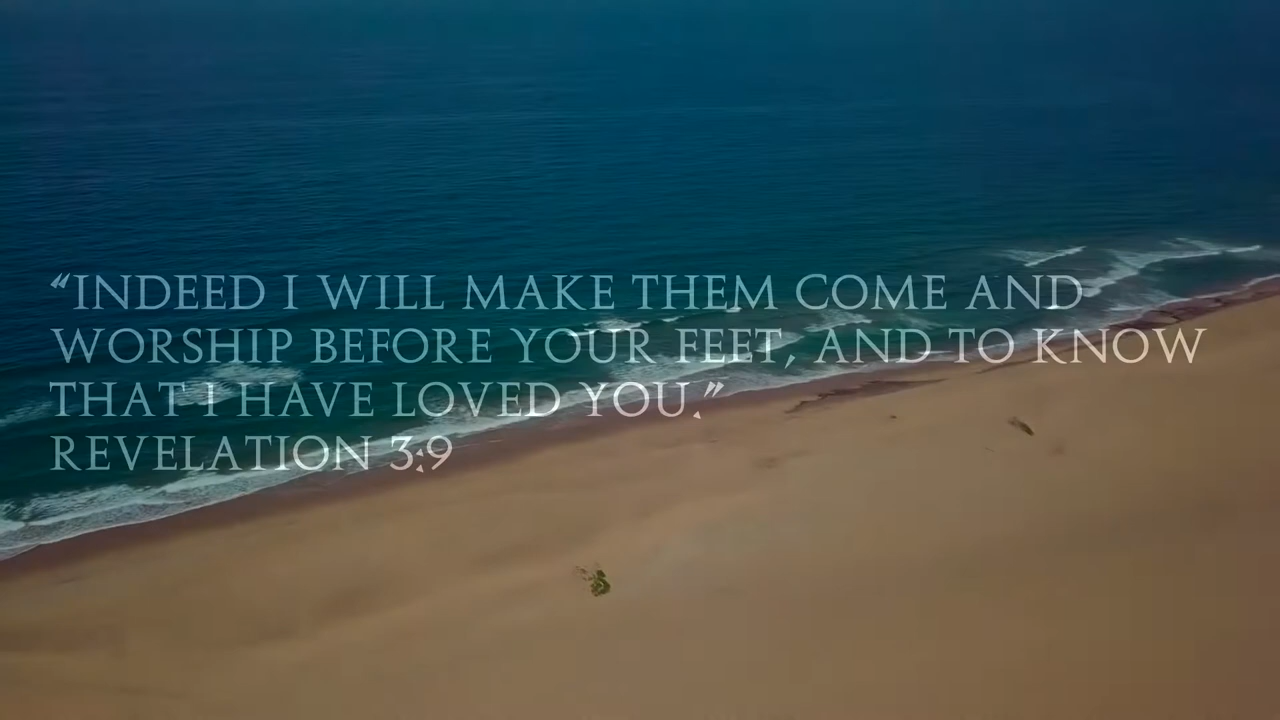 “INDEED I WILL MAKE THEM COME AND
WORSHIP BEFORE YOUR FEET, AND TO KNOW
THAT I HAVE LOVED YOU.”
REVELATION 3:9